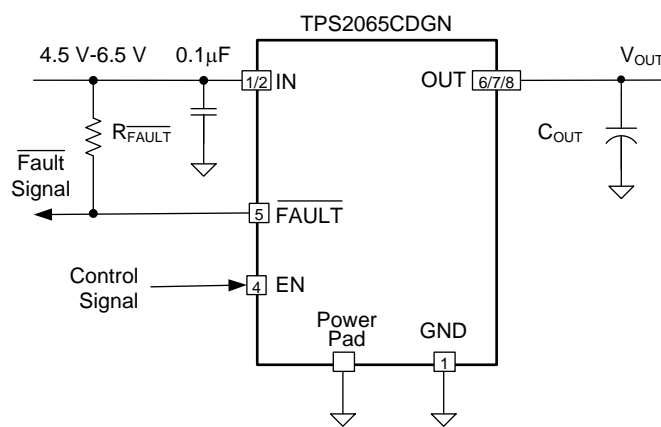 TPS2065CDGN
4.5 V-6.5 V
0.1μF
1/2 IN
OUT 6/7/8
VOUT
RFAULT
COUT
Fault
Signal
5 FAULT
Control
Signal
4 EN
Power
Pad
GND
1